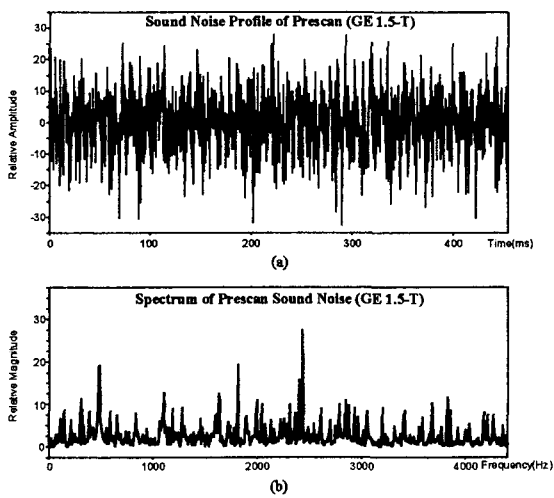 Sound Noise Profile of Prescan (GE 1.5-T)
Relative Amplitude
30
20
10
0
-10
-20
-30
0 100 200 300 400 Time(ms)
(a)
Spectrum of Prescan Sound Noise (GE 1.5-T)
Relative Magnitude
30
20
10
0
0 1000 2000 3000 4000 Frequency(Hz)
(b)